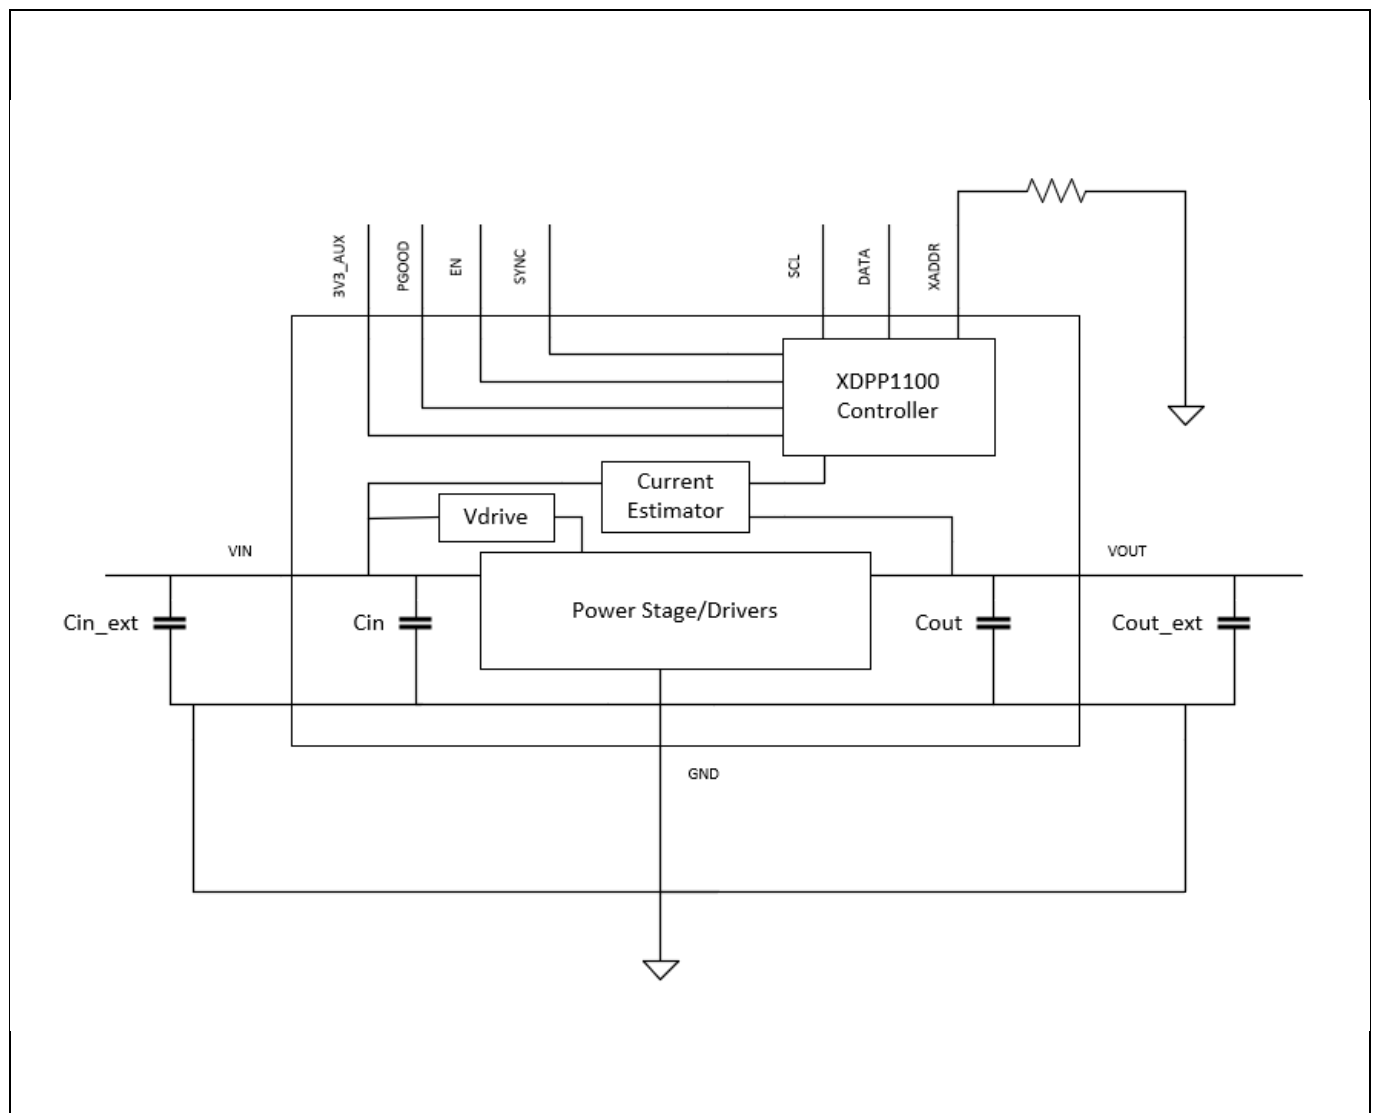 3V3_AUX
PGOOD
EN
SYNC
SCL
DATA
XADDR
XDPP1100
Controller
Current
Estimator
Vdrive
VIN
VOUT
Power Stage/Drivers
Cin_ext
Cin
Cout
Cout_ext
GND